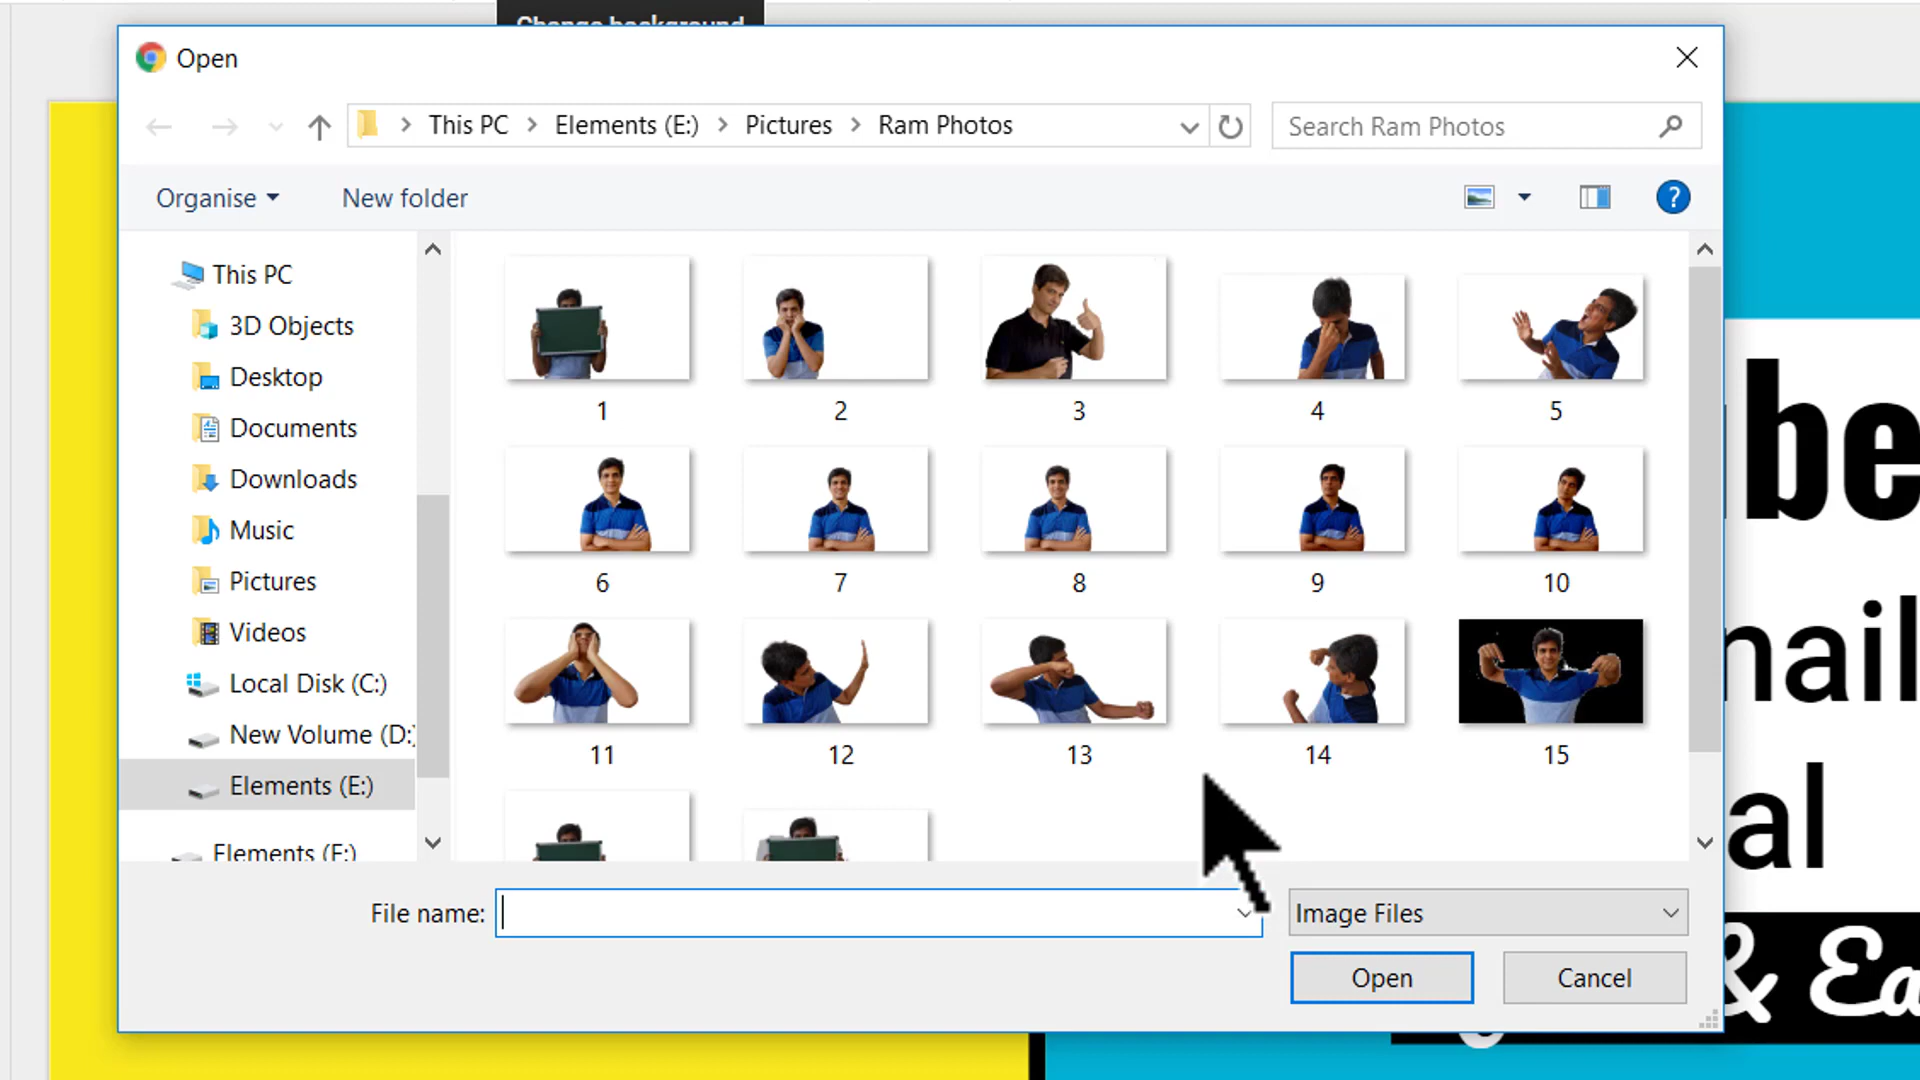 Change background
Open
This PC > Elements (E:) > Pictures > Ram Photos
Search Ram Photos
Organise
New folder
?
This PC
3D Objects
Desktop
Documents
Downloads
Music
Pictures
Videos
Local Disk (C:)
New Volume (D:)
Elements (E:)
Elements (E:)
1
2
3
4
5
6
7
8
9
10
11
12
13
14
15
File name:
Image Files
Open
Cancel
be
nail
al
& Ea